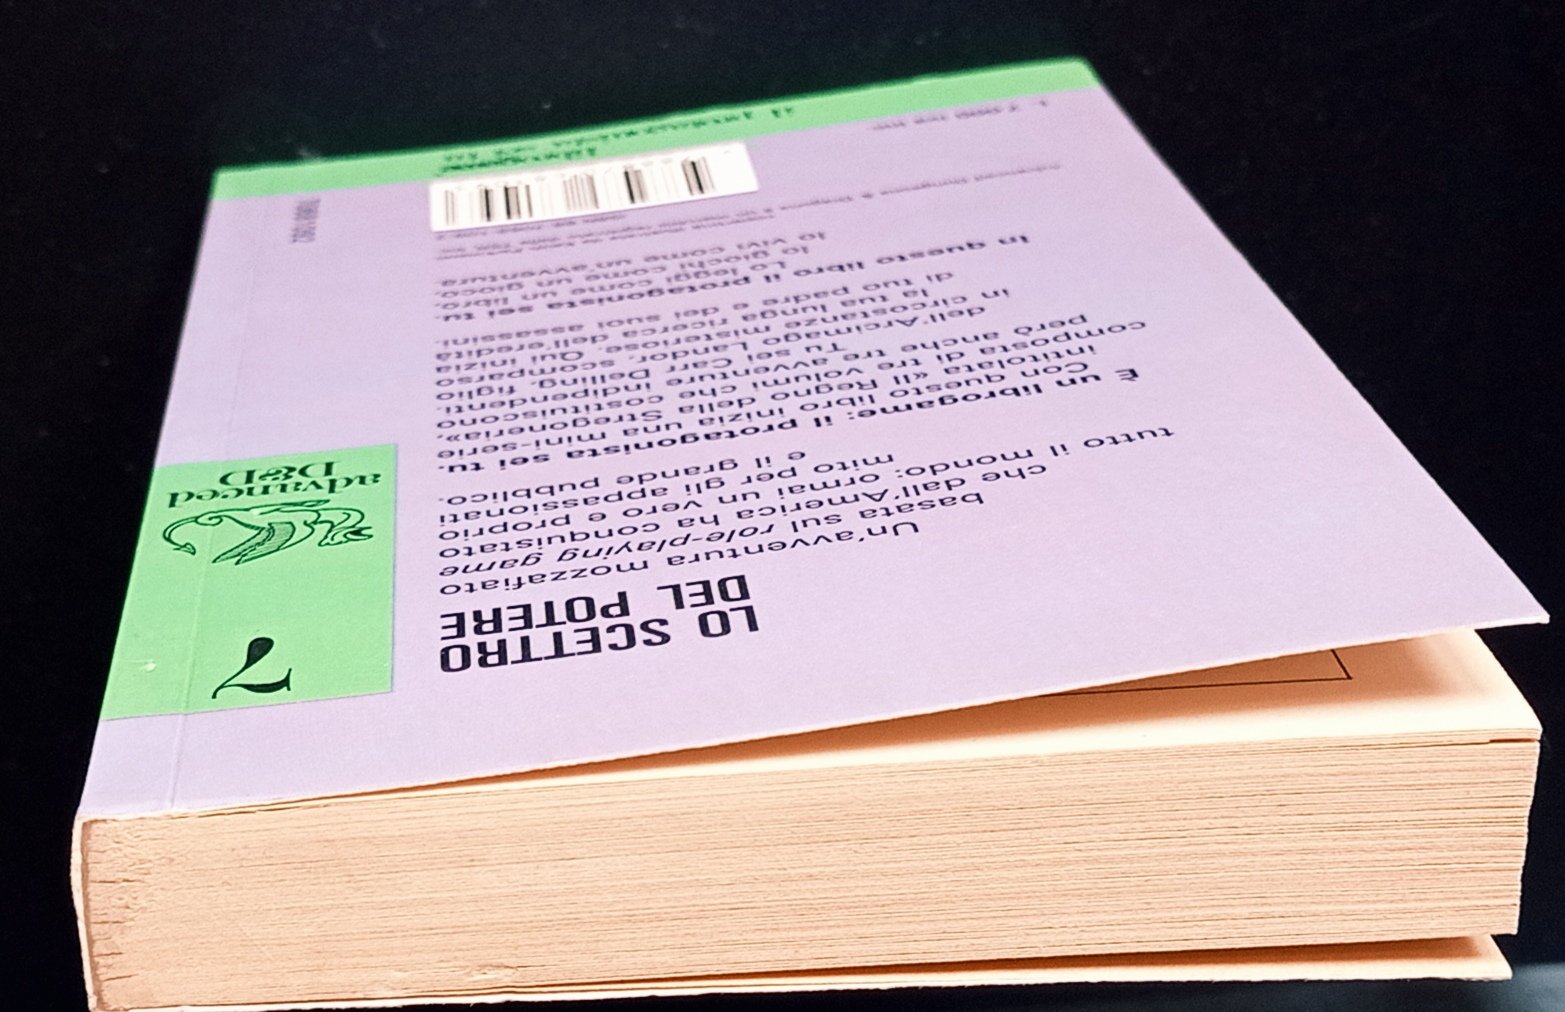 LO SCETTRO
DEL POTERE
Un'avventura mozzafiato
basata sul role-playing game
che dall'America ha conquistato
tutto il mondo: ormai un vero e proprio
mito per gli appassionati
e il grande pubblico.
È un librogame: il protagonista sei tu.
Con questo libro inizia una mini-serie
intitolata «Il Regno della Stregoneria»,
composta di tre volumi che costituiscono
però anche tre avventure indipendenti.
Tu sei Carr Delling, figlio
dell'Arcimago Landor, scomparso
in circostanze misteriose. Qui inizia
la tua lunga ricerca dell'eredità
di tuo padre e dei suoi assassini.
In questo libro il protagonista sei tu.
Lo leggi come un libro,
lo giochi come un gioco,
lo vivi come un'avventura.
7
advanced
D&D
librogame
il protagonista sei tu